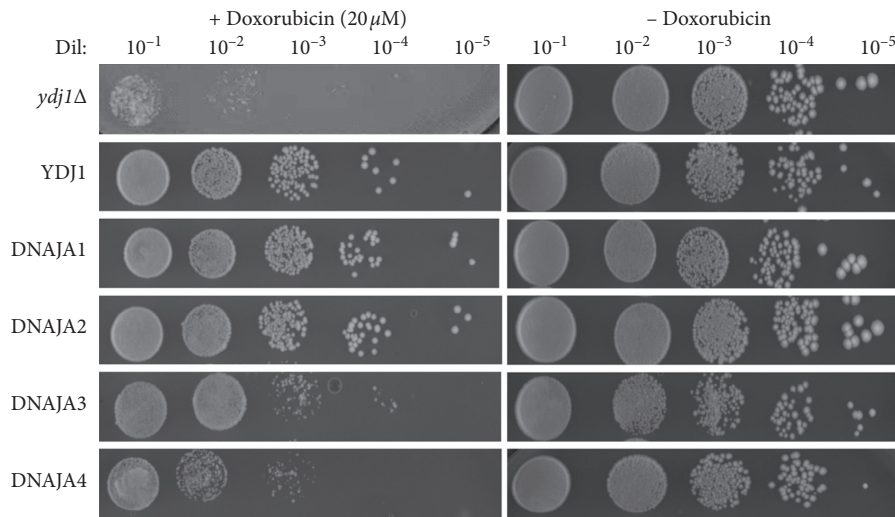 + Doxorubicin (20 μM) – Doxorubicin
Dil: 10⁻¹ 10⁻² 10⁻³ 10⁻⁴ 10⁻⁵ 10⁻¹ 10⁻² 10⁻³ 10⁻⁴ 10⁻⁵
ydj1Δ
YDJ1
DNAJA1
DNAJA2
DNAJA3
DNAJA4